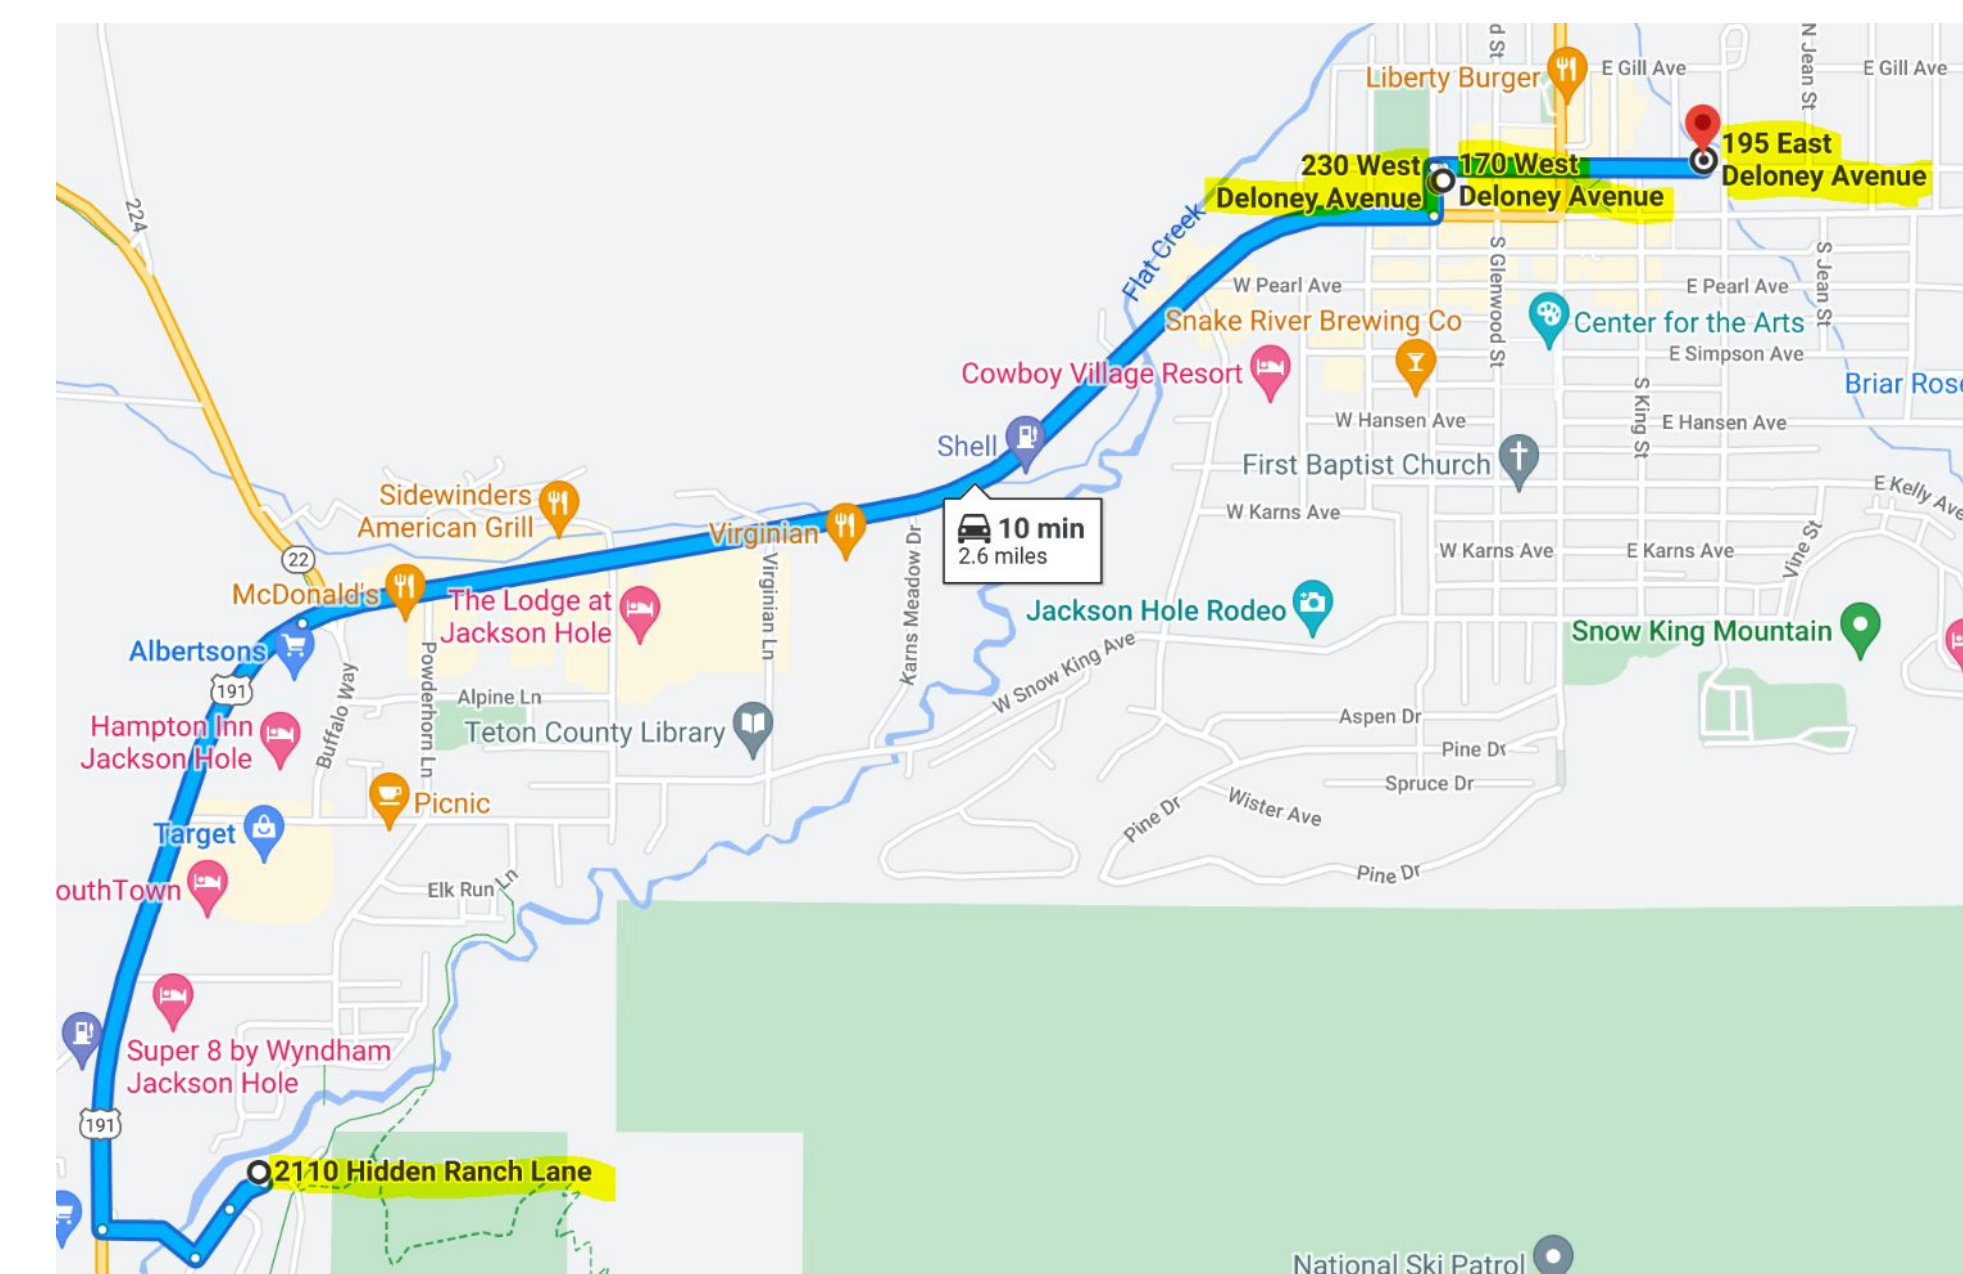 d St
N Jean St
Liberty Burger
E Gill Ave
E Gill Ave
230 West
Deloney Avenue
170 West
Deloney Avenue
195 East
Deloney Avenue
224
Flat Creek
S Glenwood St
S Jean St
W Pearl Ave
E Pearl Ave
Snake River Brewing Co
Center for the Arts
E Simpson Ave
Cowboy Village Resort
Briar Rose
S King St
W Hansen Ave
E Hansen Ave
Shell
First Baptist Church
E Kelly Ave
Sidewinders
American Grill
W Karns Ave
Virginian
10 min
2.6 miles
22
W Karns Ave
E Karns Ave
Vine St
McDonald's
The Lodge at
Jackson Hole
Virginian Ln
Karns Meadow Dr
Jackson Hole Rodeo
Snow King Mountain
Albertsons
191
Buffalo Way
Powderhorn Ln
Alpine Ln
W Snow King Ave
Hampton Inn
Jackson Hole
Teton County Library
Aspen Dr
Pine Dr
Spruce Dr
Picnic
Pine Dr
Wister Ave
Target
Pine Dr
outhTown
Elk Run Ln
Super 8 by Wyndham
Jackson Hole
191
2110 Hidden Ranch Lane
National Ski Patrol